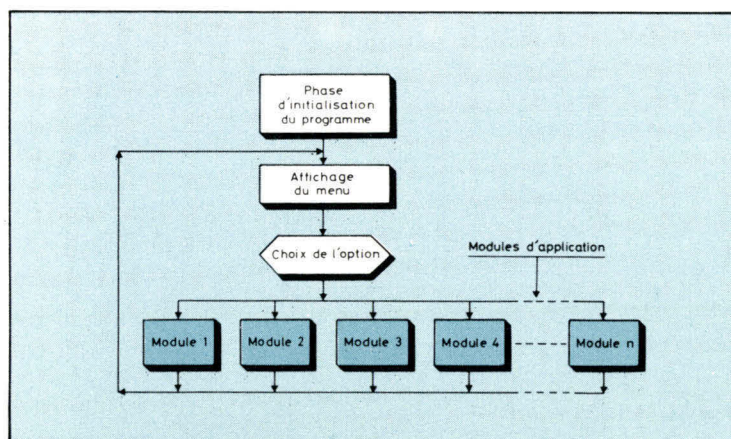 Phase
d'initialisation
du programme
Affichage
du menu
Choix de l'option
Modules d'application
Module 1
Module 2
Module 3
Module 4
Module n